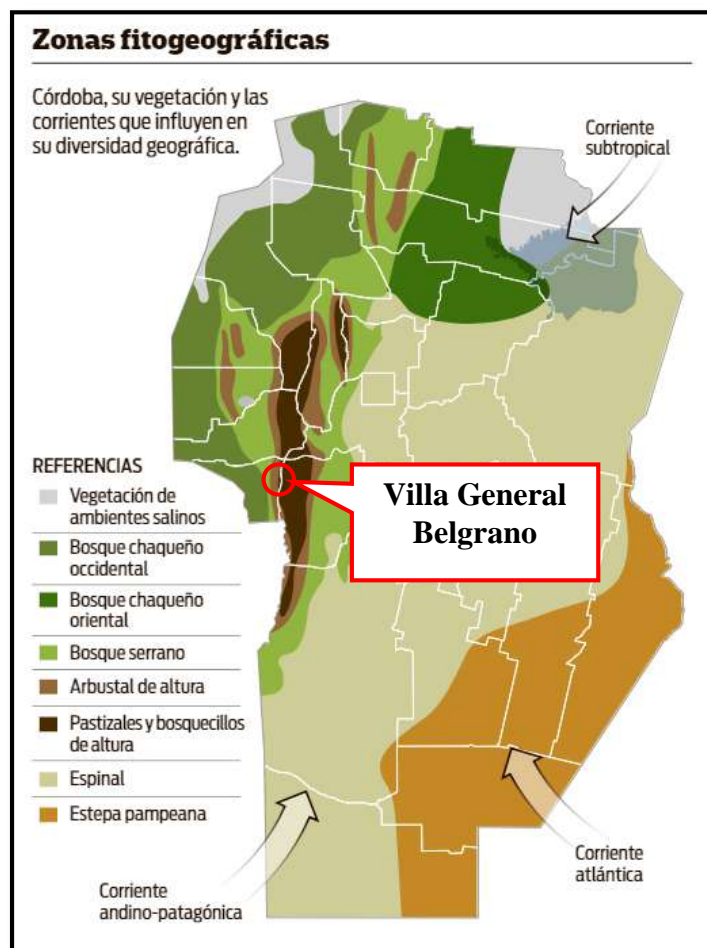 Zonas fitogeográficas
Córdoba, su vegetación y las
corrientes que influyen en
su diversidad geográfica.
Corriente
subtropical
Villa General
Belgrano
REFERENCIAS
Vegetación de
ambientes salinos
Bosque chaqueño
occidental
Bosque chaqueño
oriental
Bosque serrano
Arbustal de altura
Pastizales y bosquecillos
de altura
Espinal
Estepa pampeana
Corriente
andino-patagónica
Corriente
atlántica